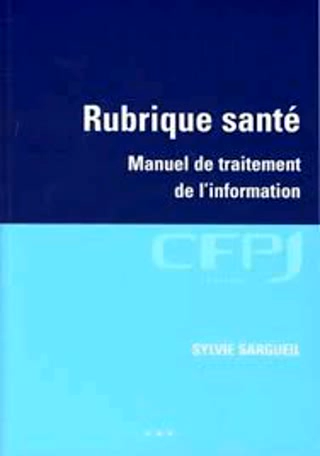 Rubrique santé
Manuel de traitement
de l'information
CFPJ
SYLVIE SARGUEIL